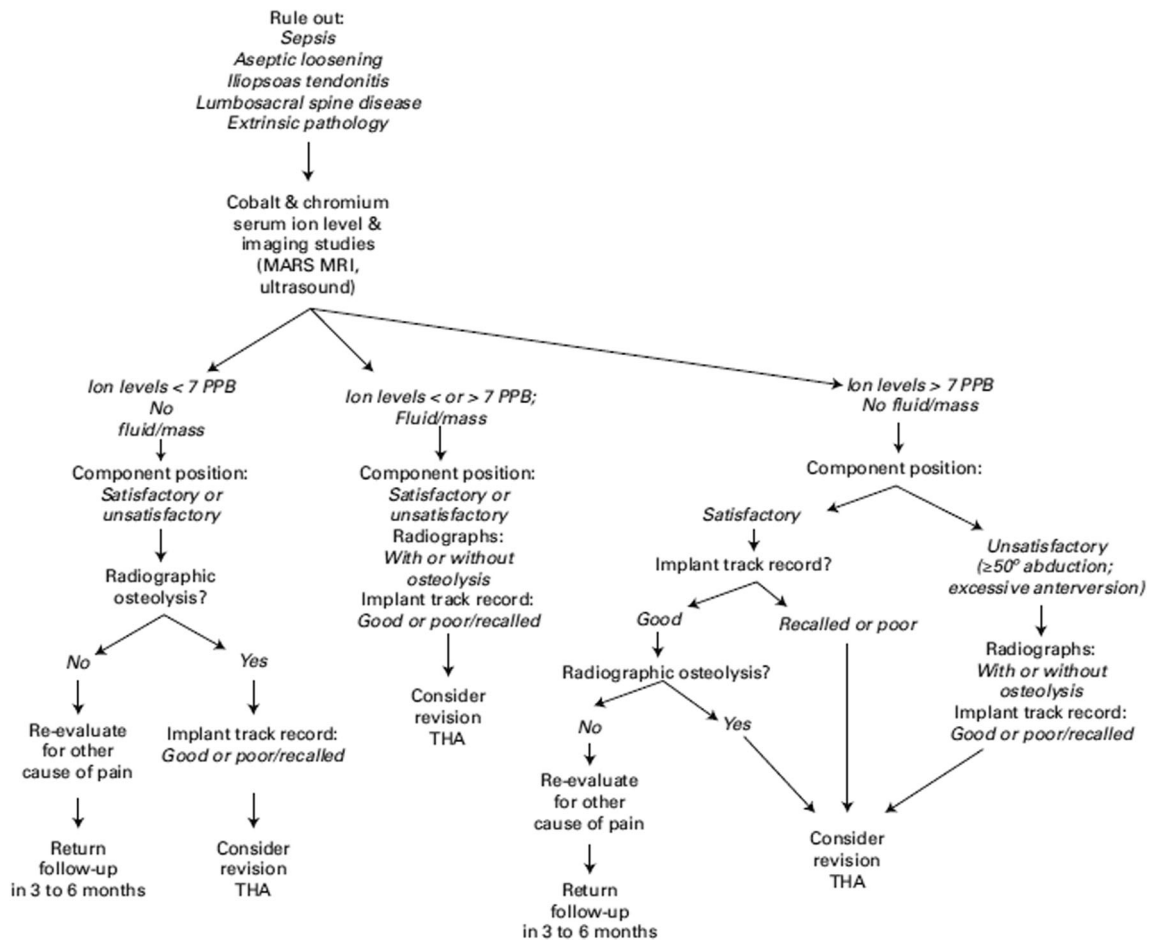 Rule out:
Sepsis
Aseptic loosening
Iliopsoas tendonitis
Lumbosacral spine disease
Extrinsic pathology
Cobalt & chromium
serum ion level &
imaging studies
(MARS MRI,
ultrasound)
Ion levels < 7 PPB
No
fluid/mass
Component position:
Satisfactory or
unsatisfactory
Radiographic
osteolysis?
No
Re-evaluate
for other
cause of pain
Return
follow-up
in 3 to 6 months
Yes
Implant track record:
Good or poor/recalled
Consider
revision
THA
Ion levels < or > 7 PPB;
Fluid/mass
Component position:
Satisfactory or
unsatisfactory
Radiographs:
With or without
osteolysis
Implant track record:
Good or poor/recalled
Consider
revision
THA
Ion levels > 7 PPB
No fluid/mass
Component position:
Satisfactory
Implant track record?
Good
Radiographic osteolysis?
No
Re-evaluate
for other
cause of pain
Return
follow-up
in 3 to 6 months
Yes
Recalled or poor
Unsatisfactory
(≥50º abduction;
excessive anterversion)
Radiographs:
With or without
osteolysis
Implant track record:
Good or poor/recalled
Consider
revision
THA